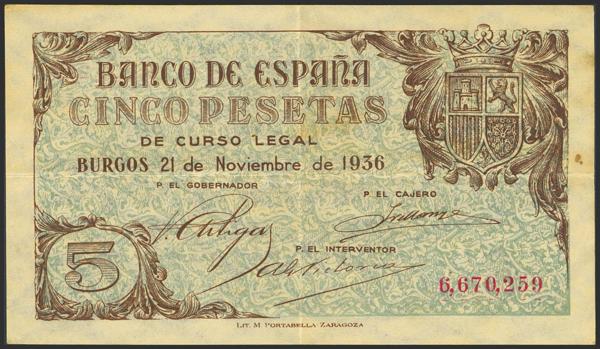 BANCO DE ESPAÑA
CINCO PESETAS
DE CURSO LEGAL
BURGOS 21 de Noviembre de 1936
P. EL GOBERNADOR
P. EL CAJERO
P. EL INTERVENTOR
5
6,670,259
LIT. M PORTABELLA ZARAGOZA